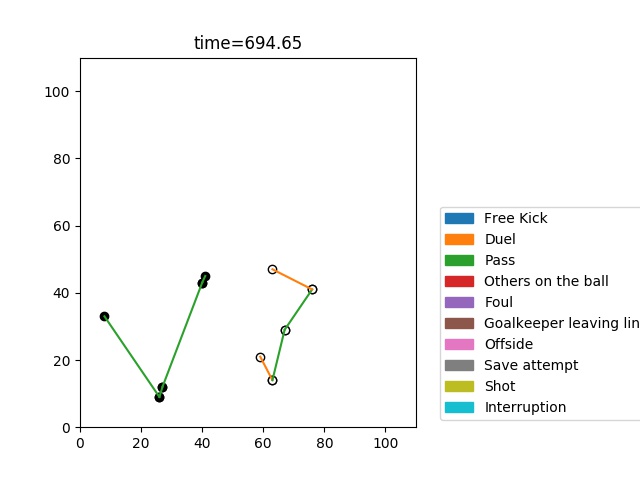 time=694.65
100
80
60
40
20
0
0 20 40 60 80 100
Free Kick
Duel
Pass
Others on the ball
Foul
Goalkeeper leaving lin
Offside
Save attempt
Shot
Interruption